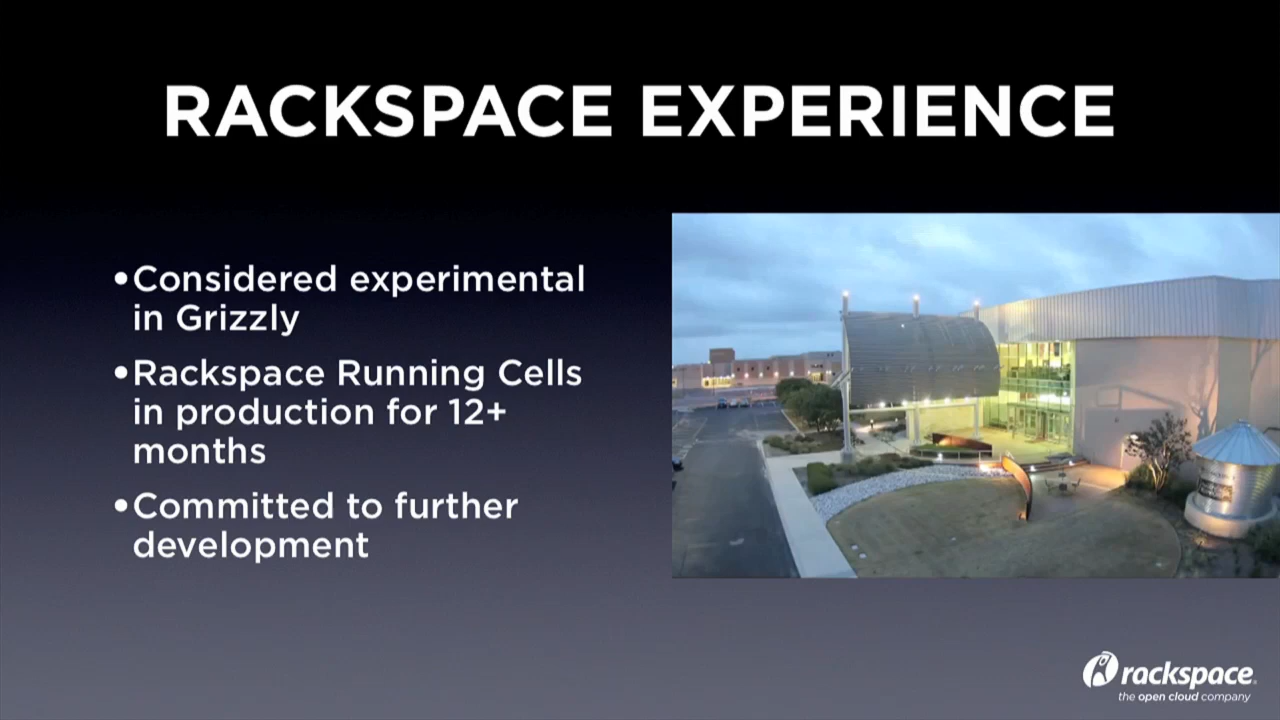 RACKSPACE EXPERIENCE
•Considered experimental
in Grizzly
•Rackspace Running Cells
in production for 12+
months
•Committed to further
development
rackspace.
the open cloud company